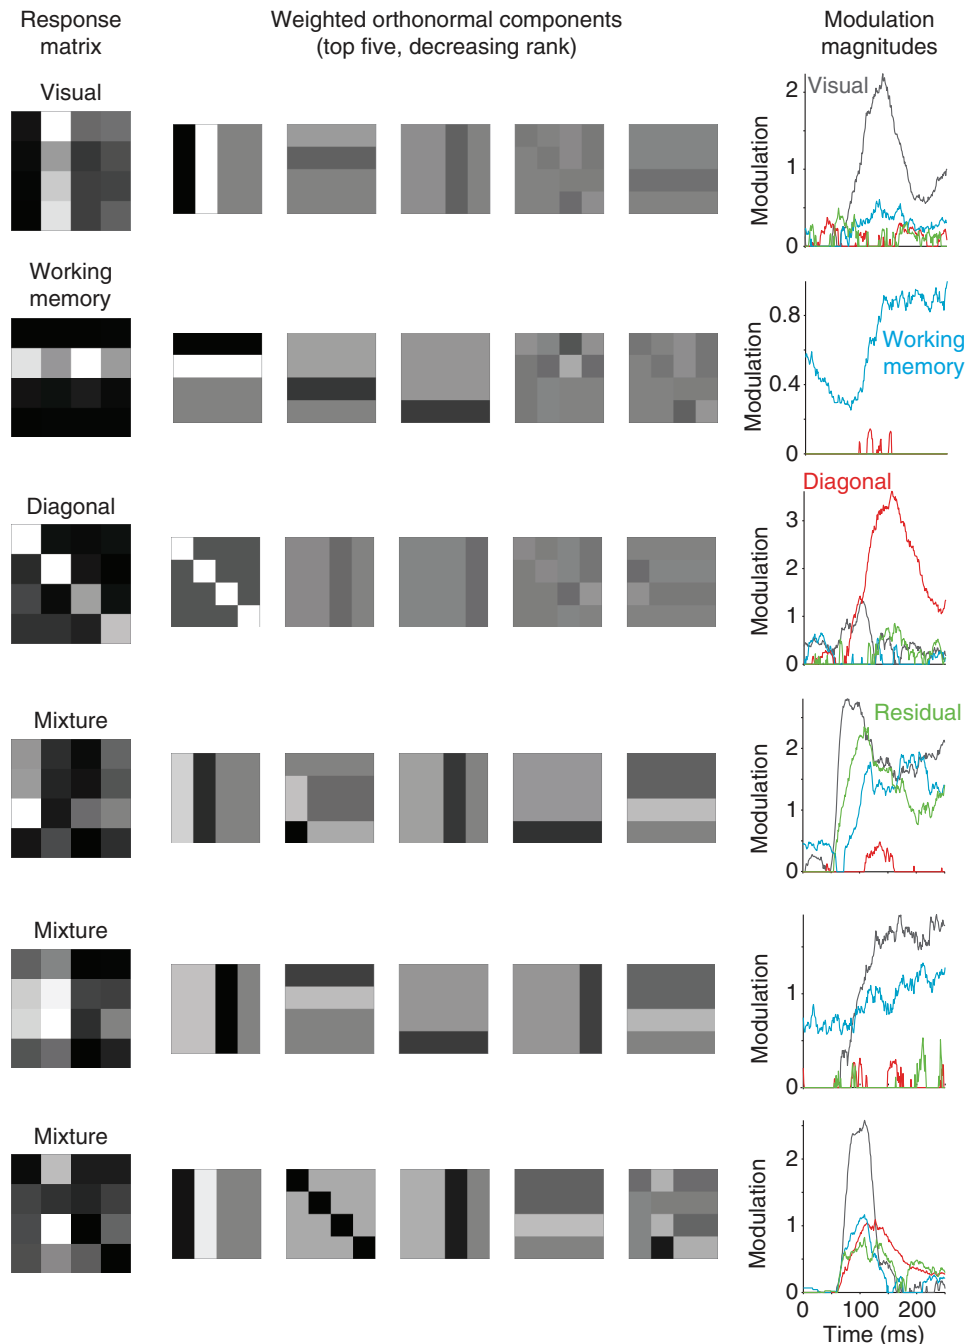 Response matrix
Weighted orthonormal components (top five, decreasing rank)
Modulation magnitudes
Visual
2
1
0
Modulation
Visual
Working memory
0.8
0.4
0
Modulation
Working memory
Diagonal
3
2
1
0
Modulation
Diagonal
Mixture
2
1
0
Modulation
Residual
Mixture
1
0
Modulation
Mixture
2
1
0
Modulation
0 100 200
Time (ms)